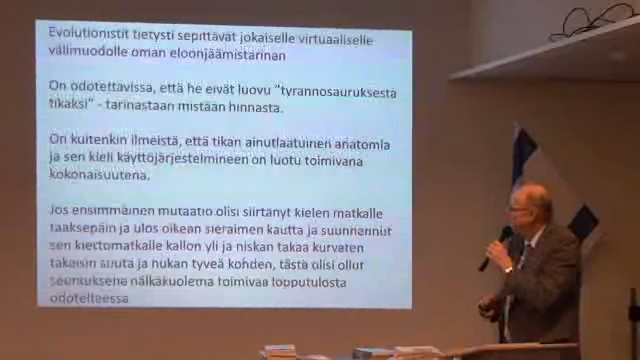 Evolutionistit tietysti sepittävät jokaiselle virtuaaliselle
välimuodolle oman eloonjäämistarinan
On odotettavissa, että he eivät luovu "tyrannosauruksesta
tikaksi" - tarinastaan mistään hinnasta.
On kuitenkin ilmeistä, että tikan ainutlaatuinen anatomia
ja sen kieli käyttöjärjestelmineen on luotu toimivana
kokonaisuutena.
Jos ensimmäinen mutaatio olisi siirtänyt kielen matkalle
taaksepäin ja ulos oikean sieraimen kautta ja suunnannut
sen kiertomatkalle kallon yli ja niskan takaa kurveten
takaisin suuta ja nokan tyveä kohden, tästä olisi ollut
seurauksena nälkäkuolema toimivaa lopputulosta
odotellessa